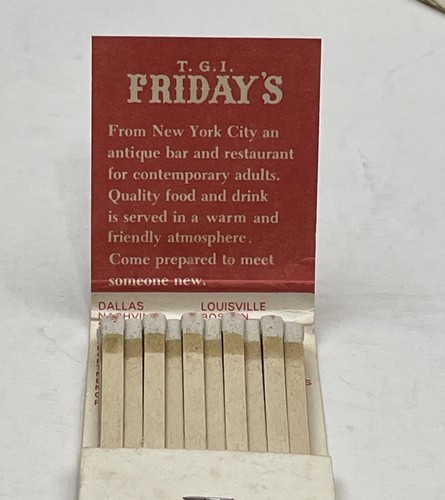 T. G. I.
FRIDAY'S
From New York City an
antique bar and restaurant
for contemporary adults.
Quality food and drink
is served in a warm and
friendly atmosphere.
Come prepared to meet
someone new.
DALLAS LOUISVILLE